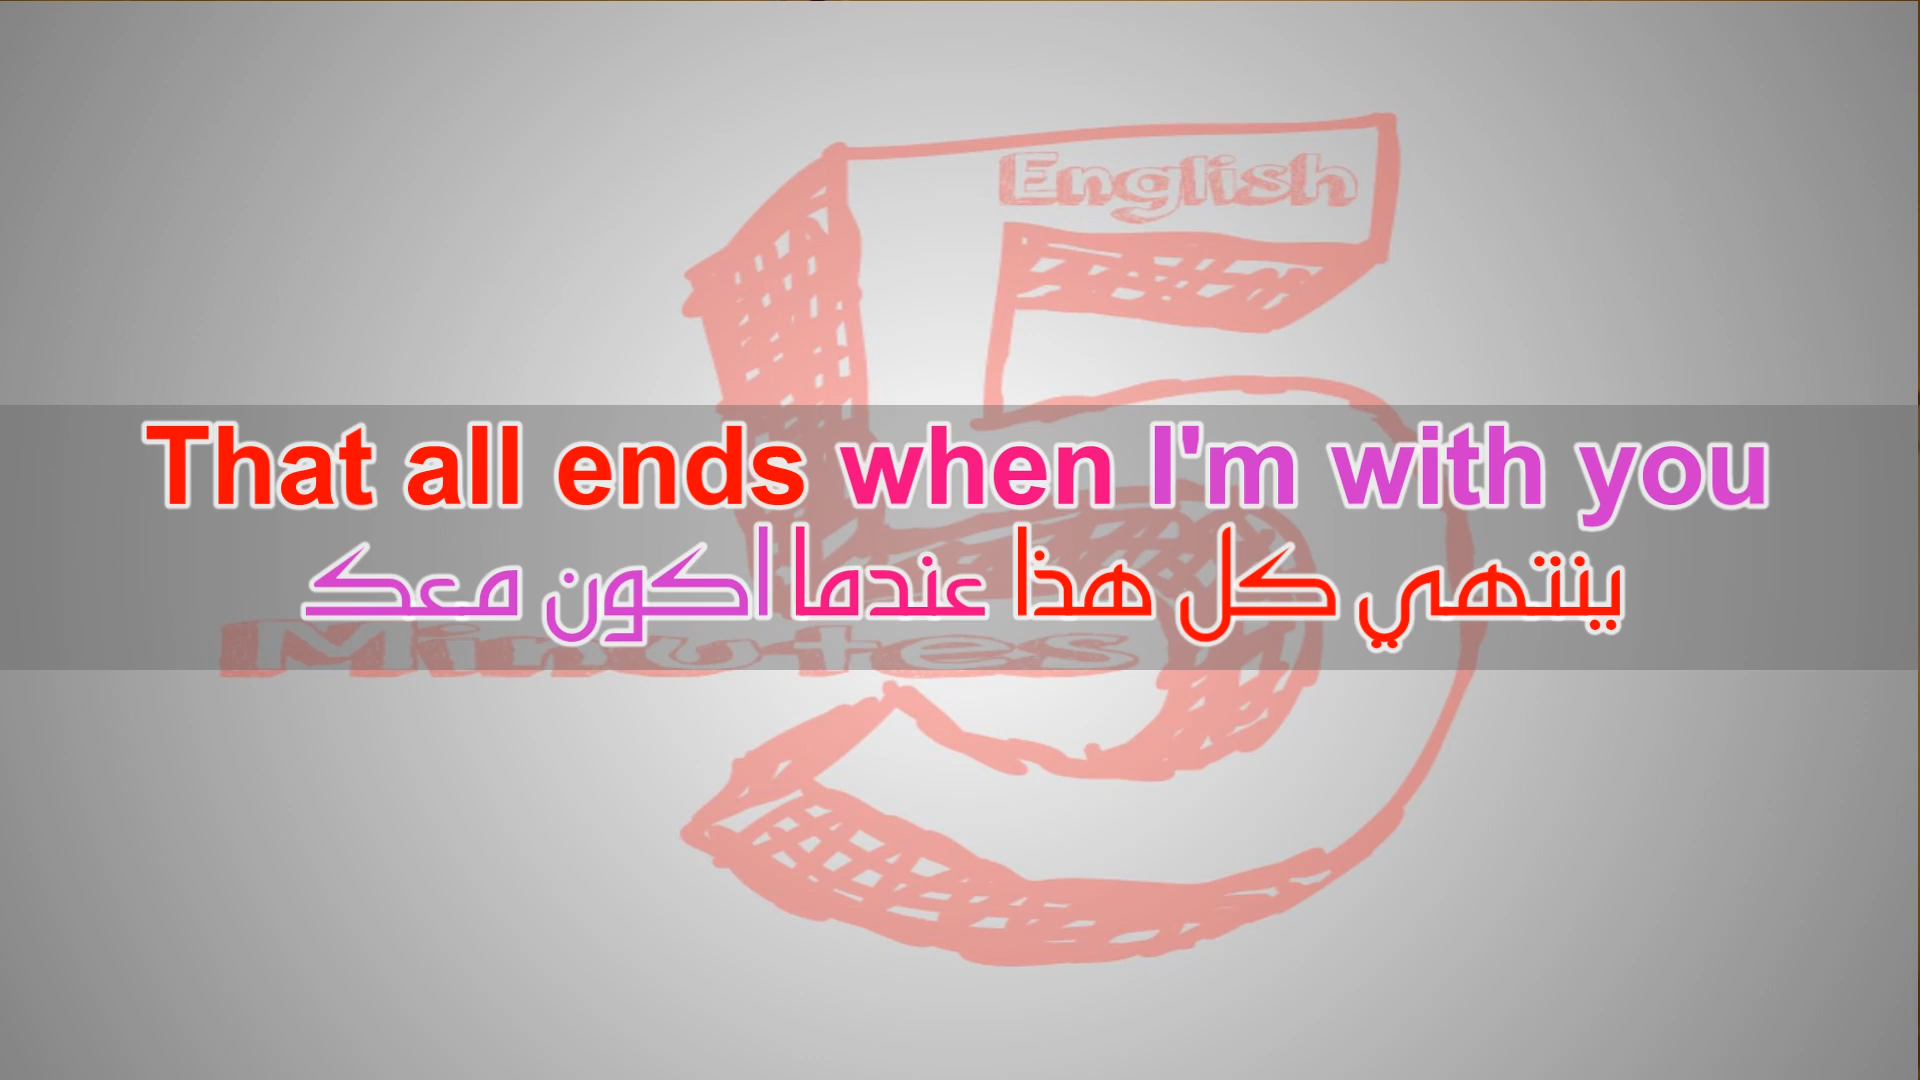 English
That all ends when I'm with you
ينتهي كل هذا عندما اكون معك
Minutes